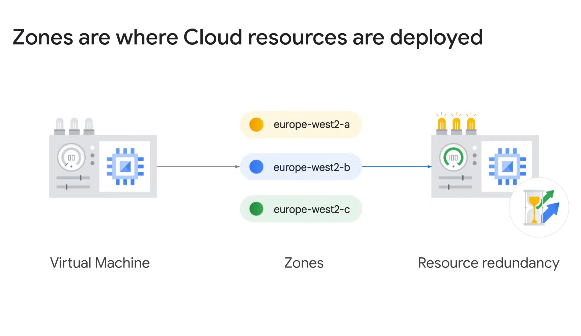 Zones are where Cloud resources are deployed
europe-west2-a
europe-west2-b
europe-west2-c
Virtual Machine
Zones
Resource redundancy